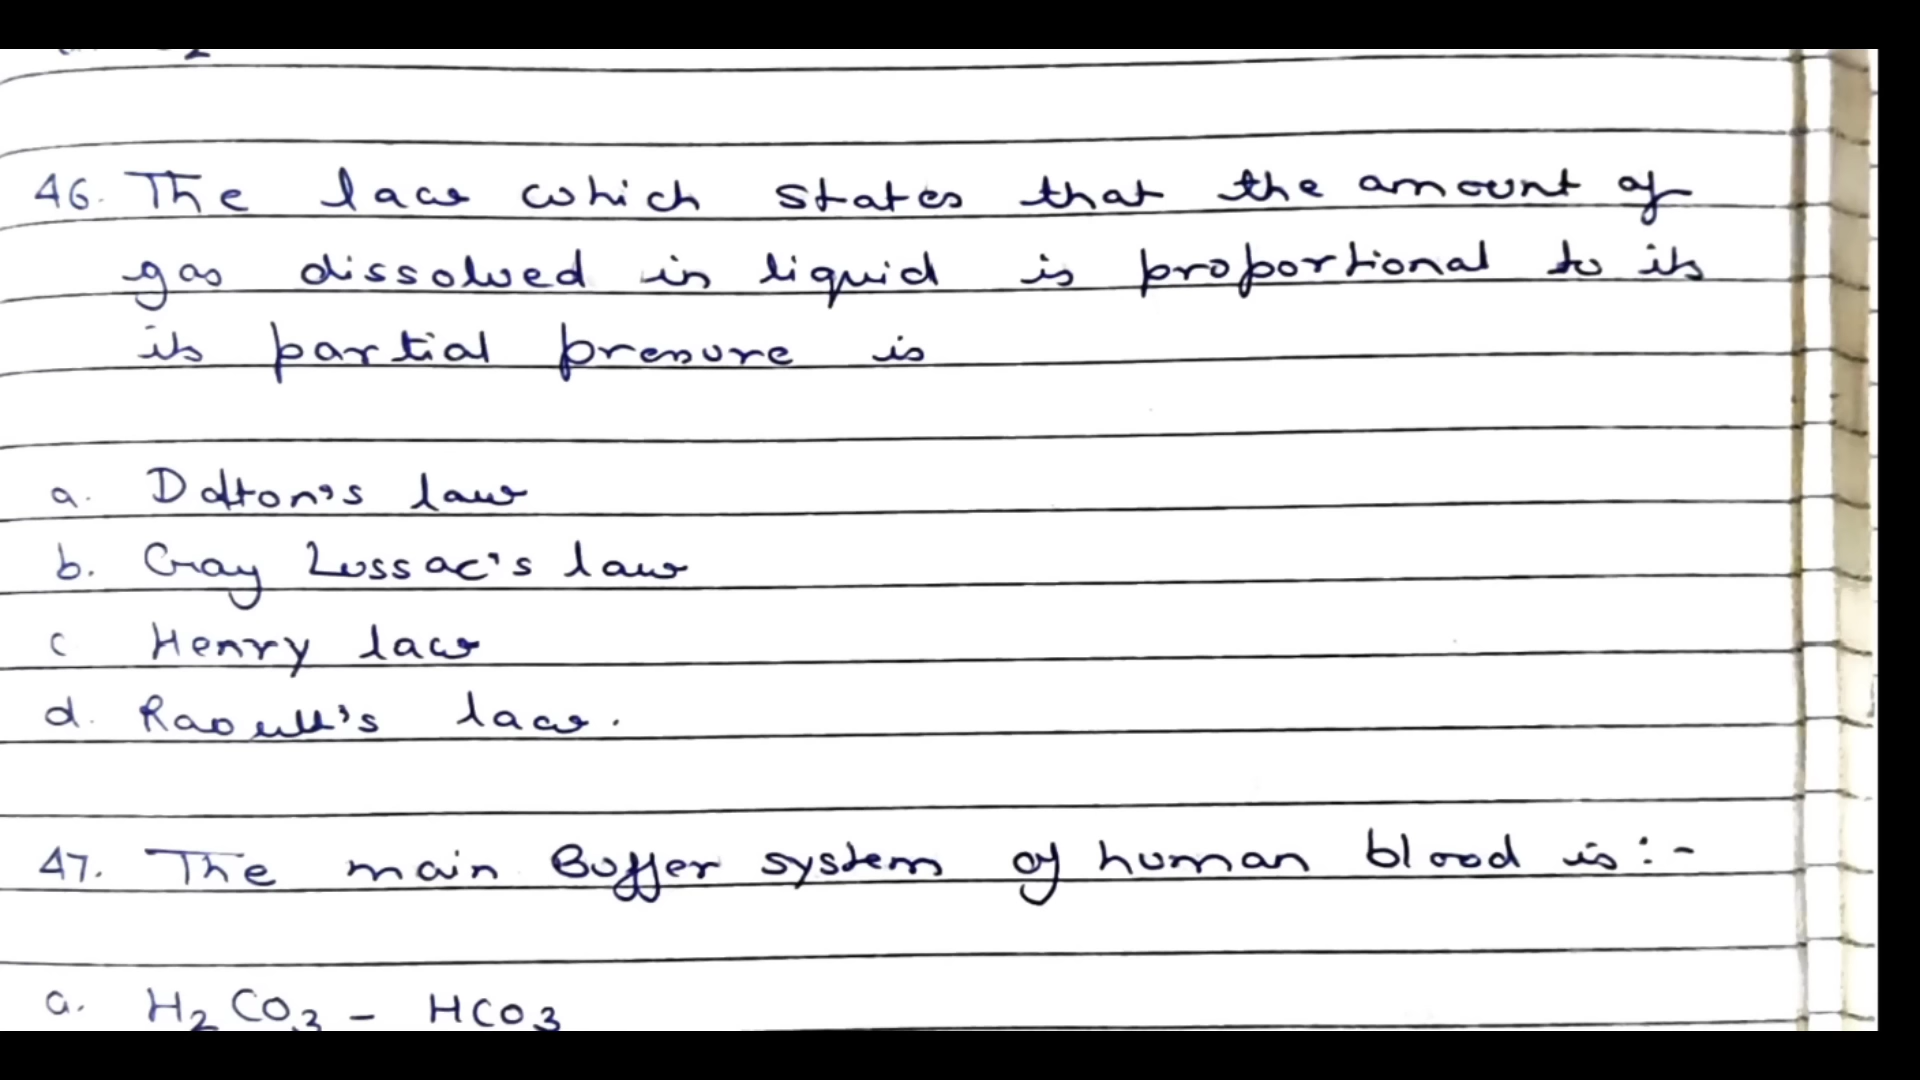 46. The law which states that the amount of
gas dissolved in liquid is proportional to its
its partial pressure is
a. Dalton's law
b. Gay Lussac's law
c Henry law
d. Raoult's law.
47. The main Buffer system of human blood is :-
a. H2CO3 - HCO3